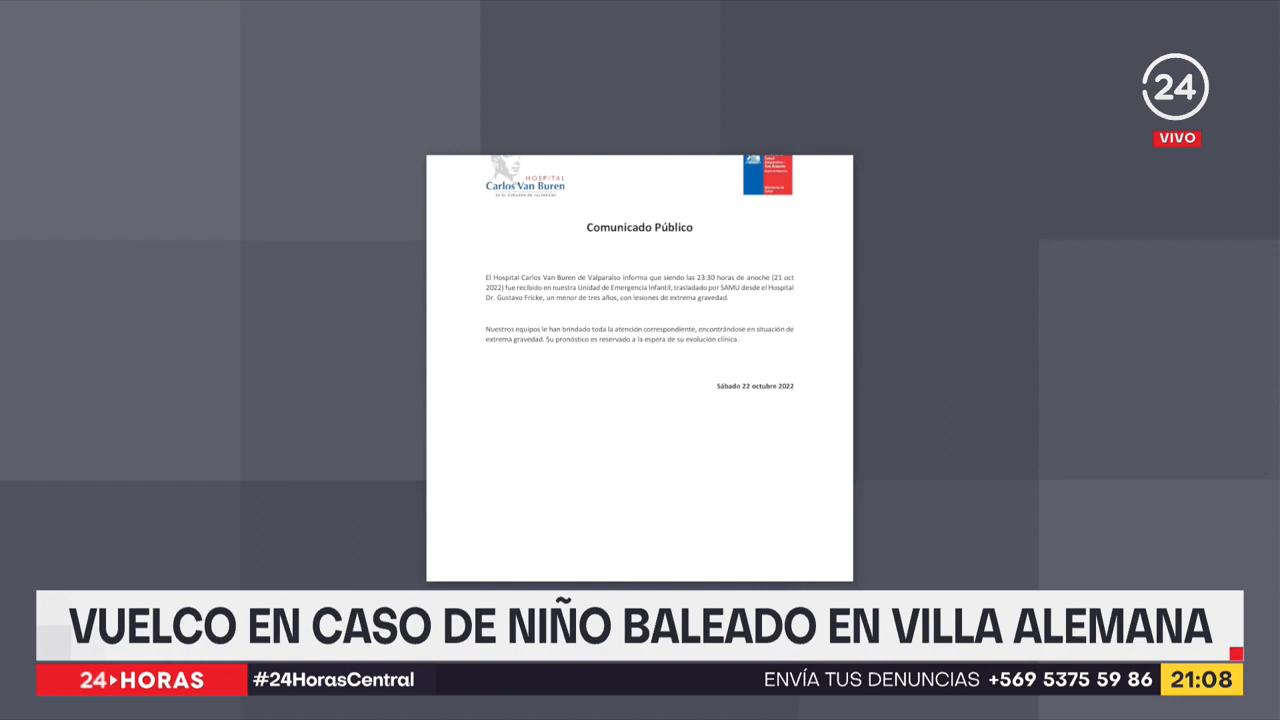 24
VIVO
HOSPITAL
Carlos Van Buren
Comunicado Público
El Hospital Carlos Van Buren de Valparaíso informa que siendo las 23:30 horas de anoche (21 oct
2022) fue recibido en nuestra Unidad de Emergencia Infantil, trasladado por SAMU desde el Hospital
Dr. Gustavo Fricke, un menor de tres años, con lesiones de extrema gravedad.
Nuestros equipos le han brindado toda la atención correspondiente, encontrándose en situación de
extrema gravedad. Su pronóstico es reservado a la espera de su evolución clínica.
Sábado 22 octubre 2022
VUELCO EN CASO DE NIÑO BALEADO EN VILLA ALEMANA
24 HORAS #24HorasCentral ENVÍA TUS DENUNCIAS +569 5375 59 86 21:08